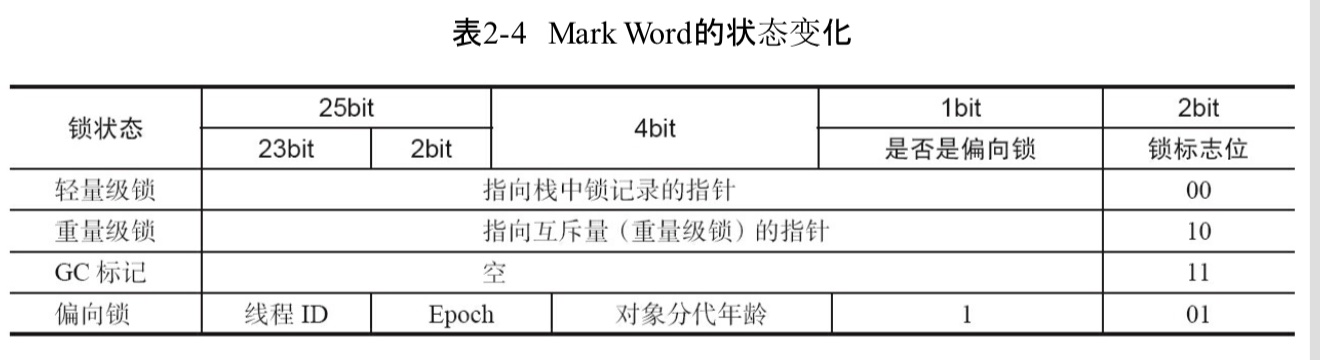 表2-4 Mark Word的状态变化
锁状态 25bit 4bit 1bit 2bit
23bit 2bit 是否是偏向锁 锁标志位
轻量级锁 指向栈中锁记录的指针 00
重量级锁 指向互斥量（重量级锁）的指针 10
GC 标记 空 11
偏向锁 线程 ID Epoch 对象分代年龄 1 01